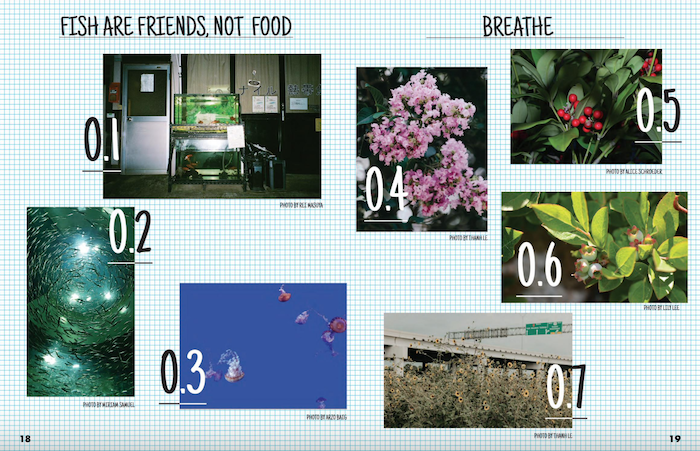 FISH ARE FRIENDS, NOT FOOD
0.1
PHOTO BY REI MASUYA
0.2
PHOTO BY MIRIAM SAMUEL
0.3
PHOTO BY ARZO BAIG
18
BREATHE
0.4
PHOTO BY THANH LE
0.5
PHOTO BY ALICE SCHROEDER
0.6
PHOTO BY LILY LEE
0.7
PHOTO BY THANH LE
19